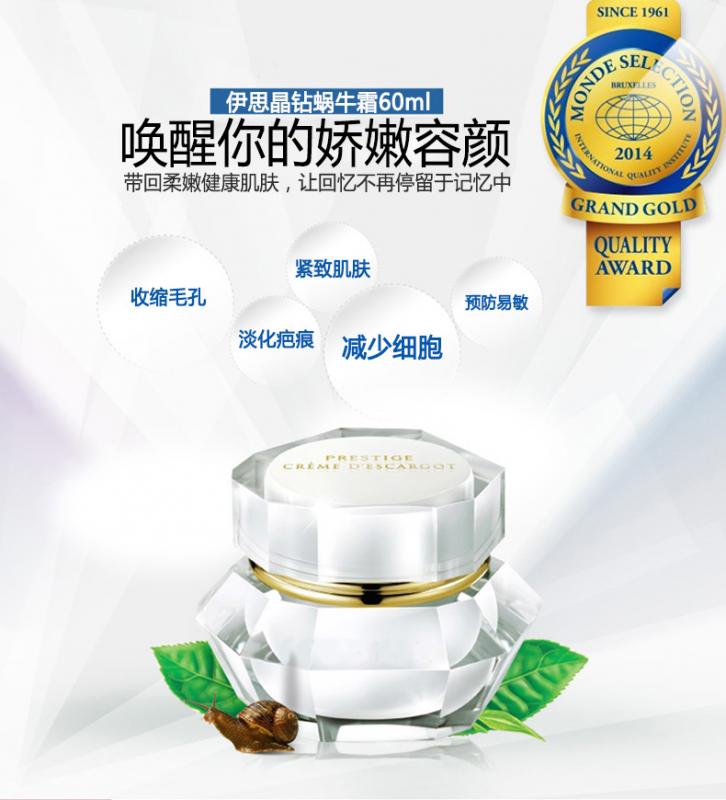 SINCE 1961
MONDE SELECTION
BRUXELLES
2014
INTERNATIONAL QUALITY INSTITUTE
GRAND GOLD
QUALITY
AWARD
伊思晶钻蜗牛霜60ml
唤醒你的娇嫩容颜
带回柔嫩健康肌肤，让回忆不再停留于记忆中
收缩毛孔
紧致肌肤
预防易敏
淡化疤痕
减少细胞
PRESTIGE
CRÈME D'ESCARGOT